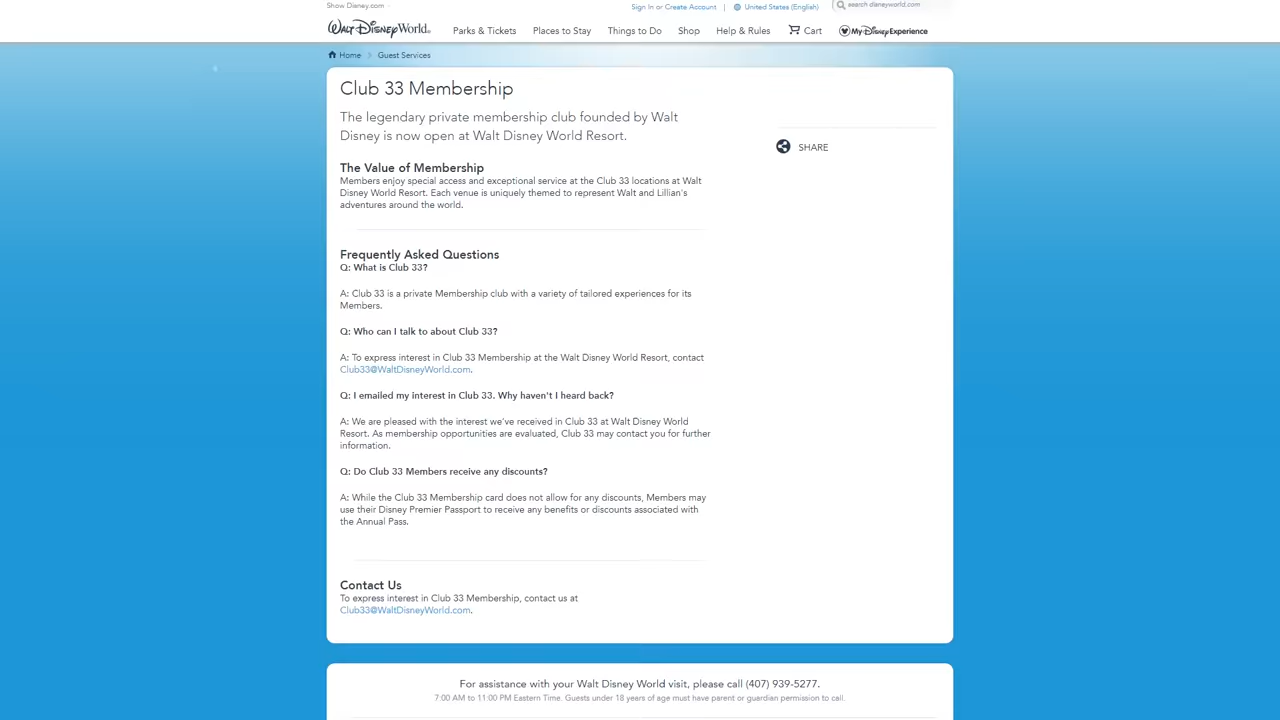 Show Disney.com
Sign In or Create Account | United States (English) search disneyworld.com
Walt Disney World. Parks & Tickets Places to Stay Things to Do Shop Help & Rules Cart My Disney Experience
Home Guest Services
Club 33 Membership
The legendary private membership club founded by Walt
Disney is now open at Walt Disney World Resort.
SHARE
The Value of Membership
Members enjoy special access and exceptional service at the Club 33 locations at Walt
Disney World Resort. Each venue is uniquely themed to represent Walt and Lillian's
adventures around the world.
Frequently Asked Questions
Q: What is Club 33?
A: Club 33 is a private Membership club with a variety of tailored experiences for its
Members.
Q: Who can I talk to about Club 33?
A: To express interest in Club 33 Membership at the Walt Disney World Resort, contact
Club33@WaltDisneyWorld.com.
Q: I emailed my interest in Club 33. Why haven't I heard back?
A: We are pleased with the interest we've received in Club 33 at Walt Disney World
Resort. As membership opportunities are evaluated, Club 33 may contact you for further
information.
Q: Do Club 33 Members receive any discounts?
A: While the Club 33 Membership card does not allow for any discounts, Members may
use their Disney Premier Passport to receive any benefits or discounts associated with
the Annual Pass.
Contact Us
To express interest in Club 33 Membership, contact us at
Club33@WaltDisneyWorld.com.
For assistance with your Walt Disney World visit, please call (407) 939-5277.
7:00 AM to 11:00 PM Eastern Time. Guests under 18 years of age must have parent or guardian permission to call.